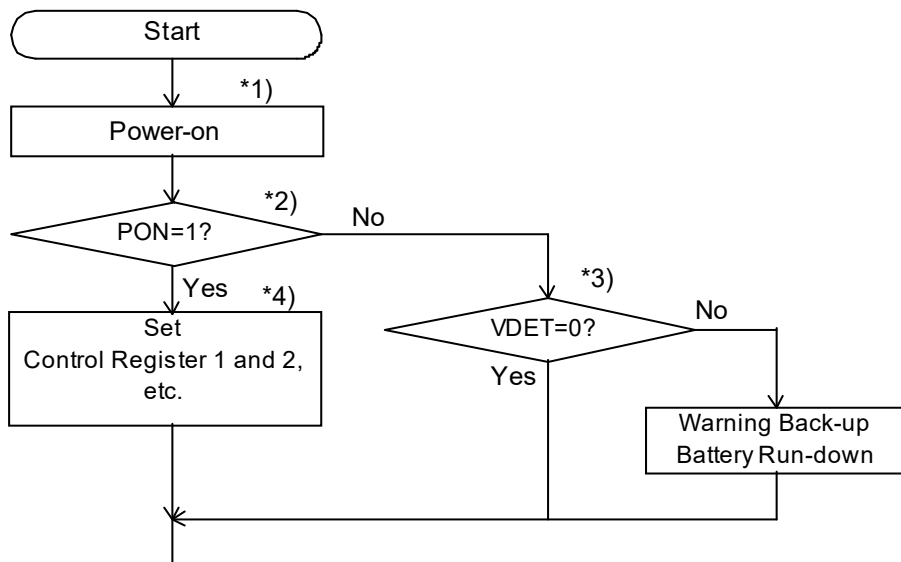 Start
*1)
Power-on
*2)
PON=1?
No
Yes
*3)
*4)
VDET=0?
No
Set
Control Register 1 and 2,
etc.
Yes
Warning Back-up
Battery Run-down